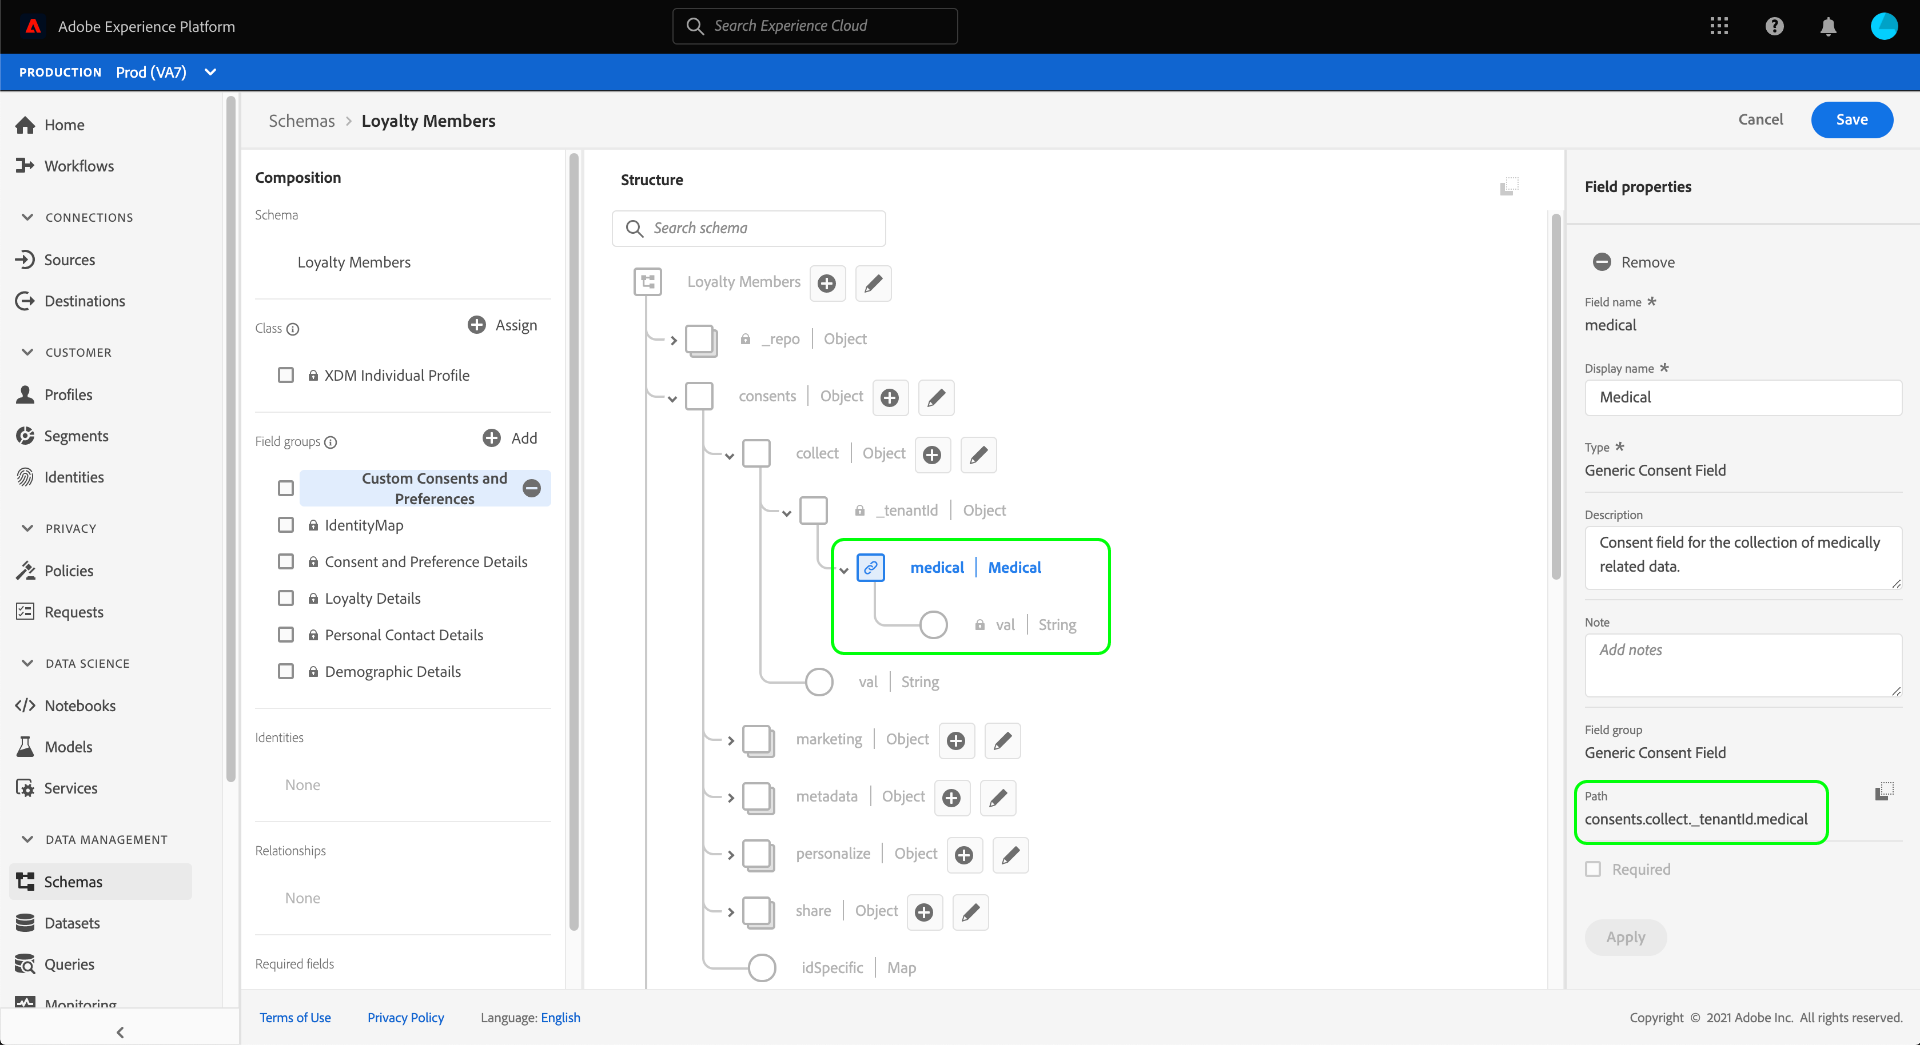 Adobe Experience Platform
Search Experience Cloud
PRODUCTION Prod (VA7)
Home
Workflows
CONNECTIONS
Sources
Destinations
CUSTOMER
Profiles
Segments
Identities
PRIVACY
Policies
Requests
DATA SCIENCE
Notebooks
Models
Services
DATA MANAGEMENT
Schemas
Datasets
Queries
Monitoring
Schemas > Loyalty Members
Cancel
Save
Composition
Schema
Loyalty Members
Class
Assign
XDM Individual Profile
Field groups
Add
Custom Consents and
Preferences
IdentityMap
Consent and Preference Details
Loyalty Details
Personal Contact Details
Demographic Details
Identities
None
Relationships
None
Required fields
Structure
Search schema
Loyalty Members
_repo | Object
consents | Object
collect | Object
_tenantId | Object
medical | Medical
val | String
val | String
marketing | Object
metadata | Object
personalize | Object
share | Object
idSpecific | Map
Field properties
Remove
Field name *
medical
Display name *
Medical
Type *
Generic Consent Field
Description
Consent field for the collection of medically
related data.
Note
Add notes
Field group
Generic Consent Field
Path
consents.collect._tenantId.medical
Required
Apply
Terms of Use Privacy Policy Language: English
Copyright © 2021 Adobe Inc. All rights reserved.